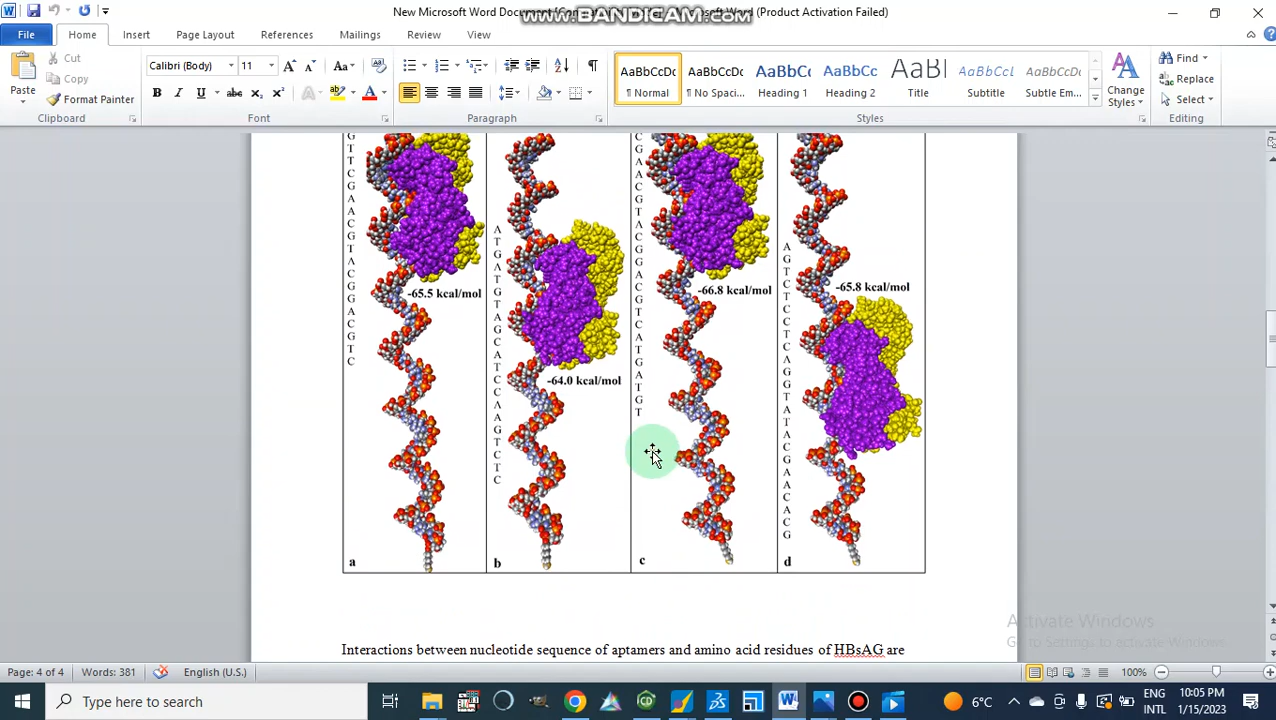 New Microsoft Word Document
www.BANDICAM.com
(Product Activation Failed)
File
Home
Insert
Page Layout
References
Mailings
Review
View
Paste
Cut
Copy
Format Painter
Clipboard
Calibri (Body)
11
Font
Paragraph
AaBbCcDc
¶ Normal
AaBbCcDc
¶ No Spaci...
AaBbCc
Heading 1
AaBbCc
Heading 2
AaBl
Title
AaBbCcI
Subtitle
AaBbCcDc
Subtle Em...
Change
Styles
Styles
Find
Replace
Select
Editing
G
T
T
C
G
A
A
C
G
T
A
C
G
G
A
C
G
T
C
-65.5 kcal/mol
a
A
T
G
A
T
G
T
A
G
C
A
T
C
C
A
A
G
T
C
T
C
-64.0 kcal/mol
b
C
G
A
A
C
G
T
A
C
G
G
A
C
G
T
C
A
T
G
A
T
G
T
-66.8 kcal/mol
c
A
G
T
C
T
C
C
T
C
A
G
G
T
A
T
A
C
G
A
A
C
A
C
G
-65.8 kcal/mol
d
Interactions between nucleotide sequence of aptamers and amino acid residues of HBsAG are
Activate Windows
Go to Settings to activate Windows.
Page: 4 of 4
Words: 381
English (U.S.)
100%
Type here to search
6°C
ENG
INTL
10:05 PM
1/15/2023